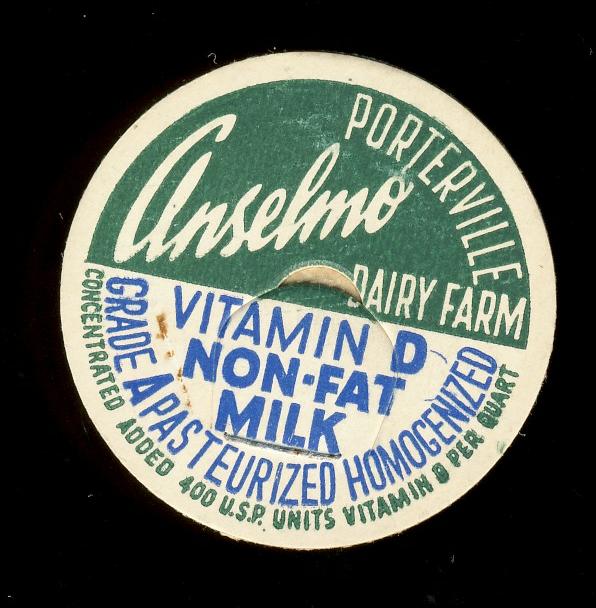 Anselmo
PORTERVILLE
DAIRY FARM
VITAMIN D
NON-FAT
MILK
GRADE A PASTEURIZED HOMOGENIZED
CONCENTRATED ADDED 400 U.S.P. UNITS VITAMIN D PER QUART